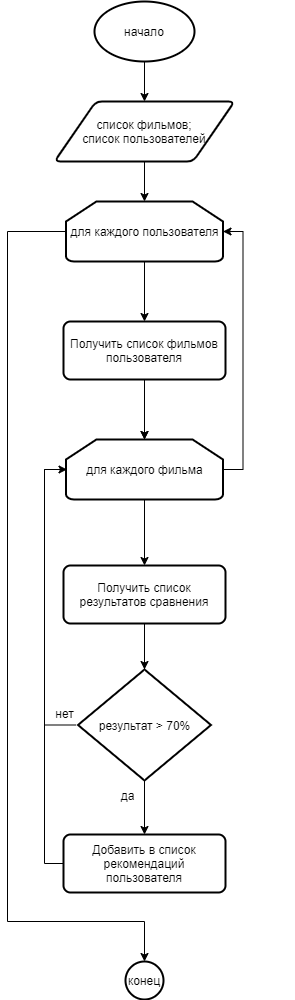 начало
список фильмов;
список пользователей
для каждого пользователя
Получить список фильмов
пользователя
для каждого фильма
Получить список
результатов сравнения
нет
результат > 70%
да
Добавить в список
рекомендаций
пользователя
конец